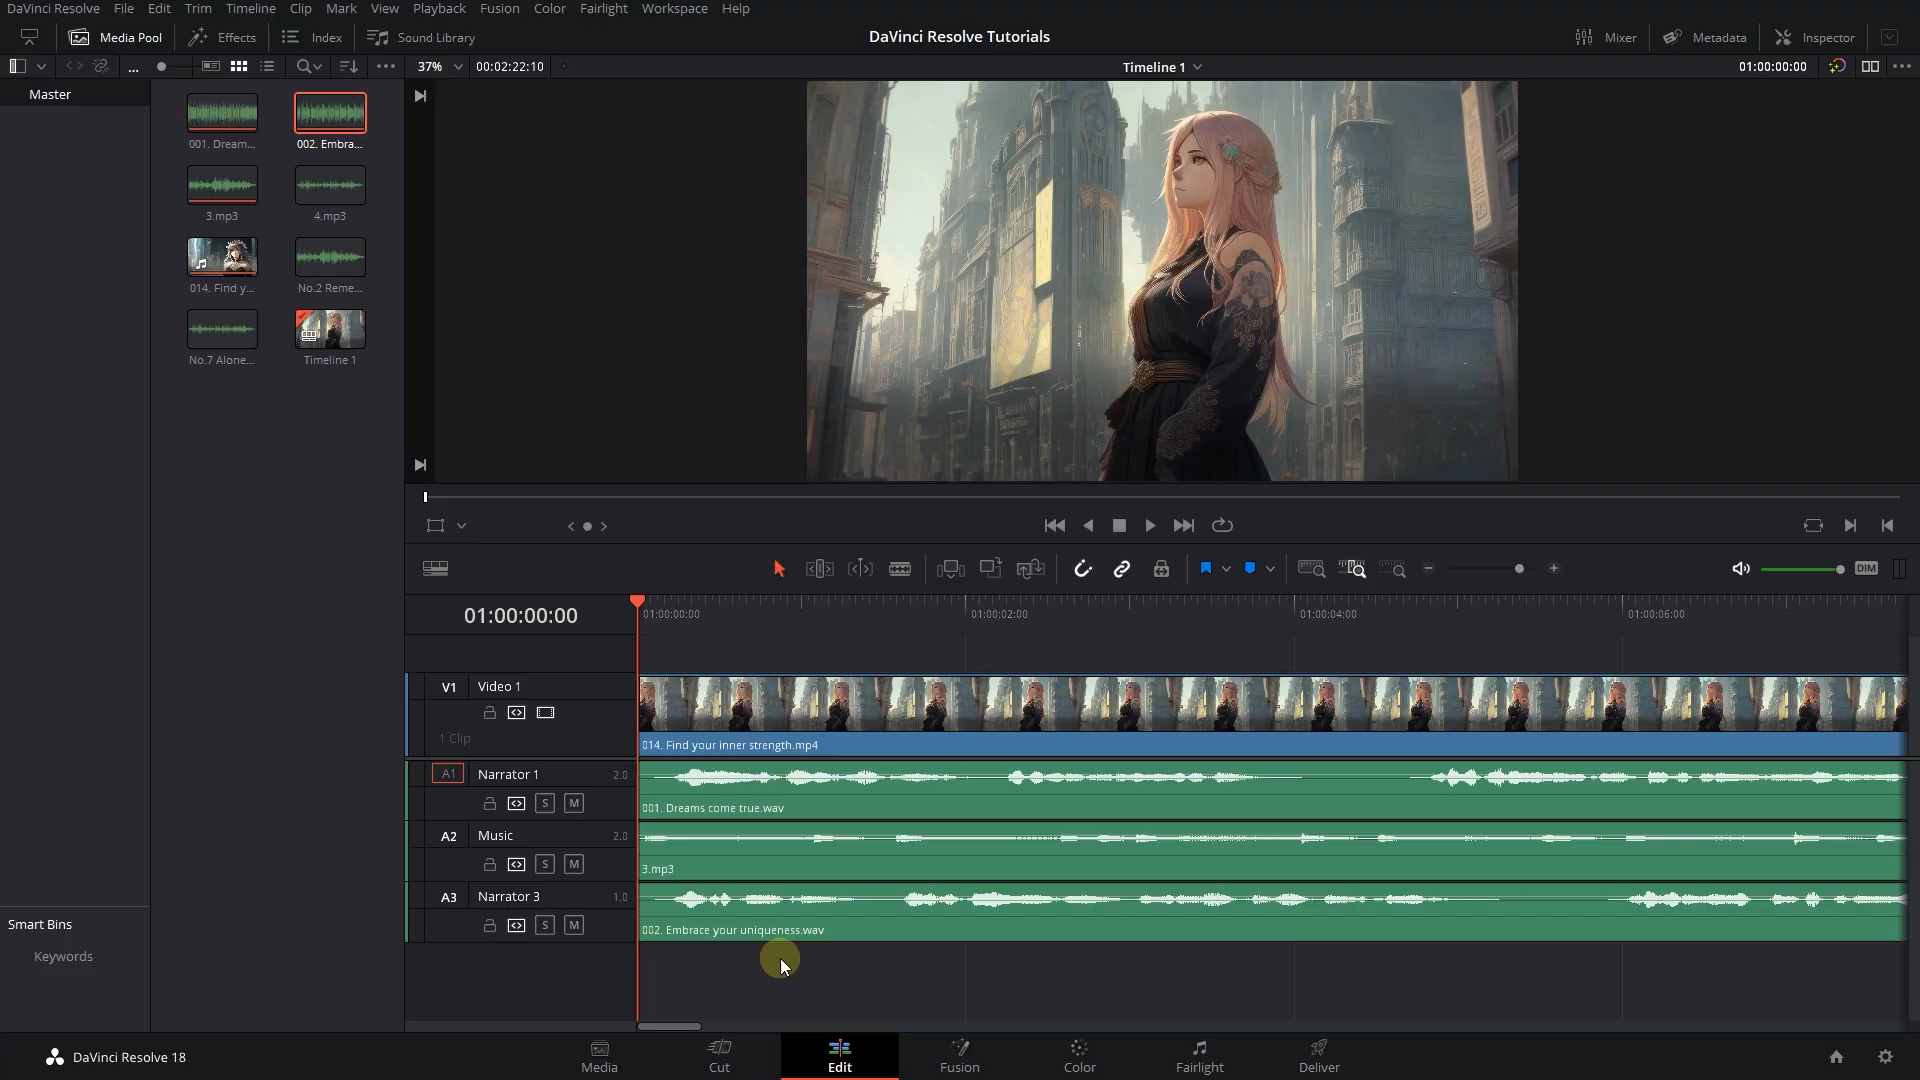 DaVinci Resolve File Edit Trim Timeline Clip Mark View Playback Fusion Color Fairlight Workspace Help
Media Pool Effects Index Sound Library DaVinci Resolve Tutorials Mixer Metadata Inspector
37% 00:02:22:10 Timeline 1 01:00:00:00
Master
001. Dream... 002. Embra...
3.mp3 4.mp3
014. Find y... No.2 Reme...
No.7 Alone... Timeline 1
DIM
01:00:00:00 01:00:00:00 01:00:02:00 01:00:04:00 01:00:06:00
V1 Video 1
1 Clip
014. Find your inner strength.mp4
A1 Narrator 1 2.0
S M
001. Dreams come true.wav
A2 Music 2.0
S M
3.mp3
A3 Narrator 3 1.0
S M
002. Embrace your uniqueness.wav
Smart Bins
Keywords
DaVinci Resolve 18 Media Cut Edit Fusion Color Fairlight Deliver